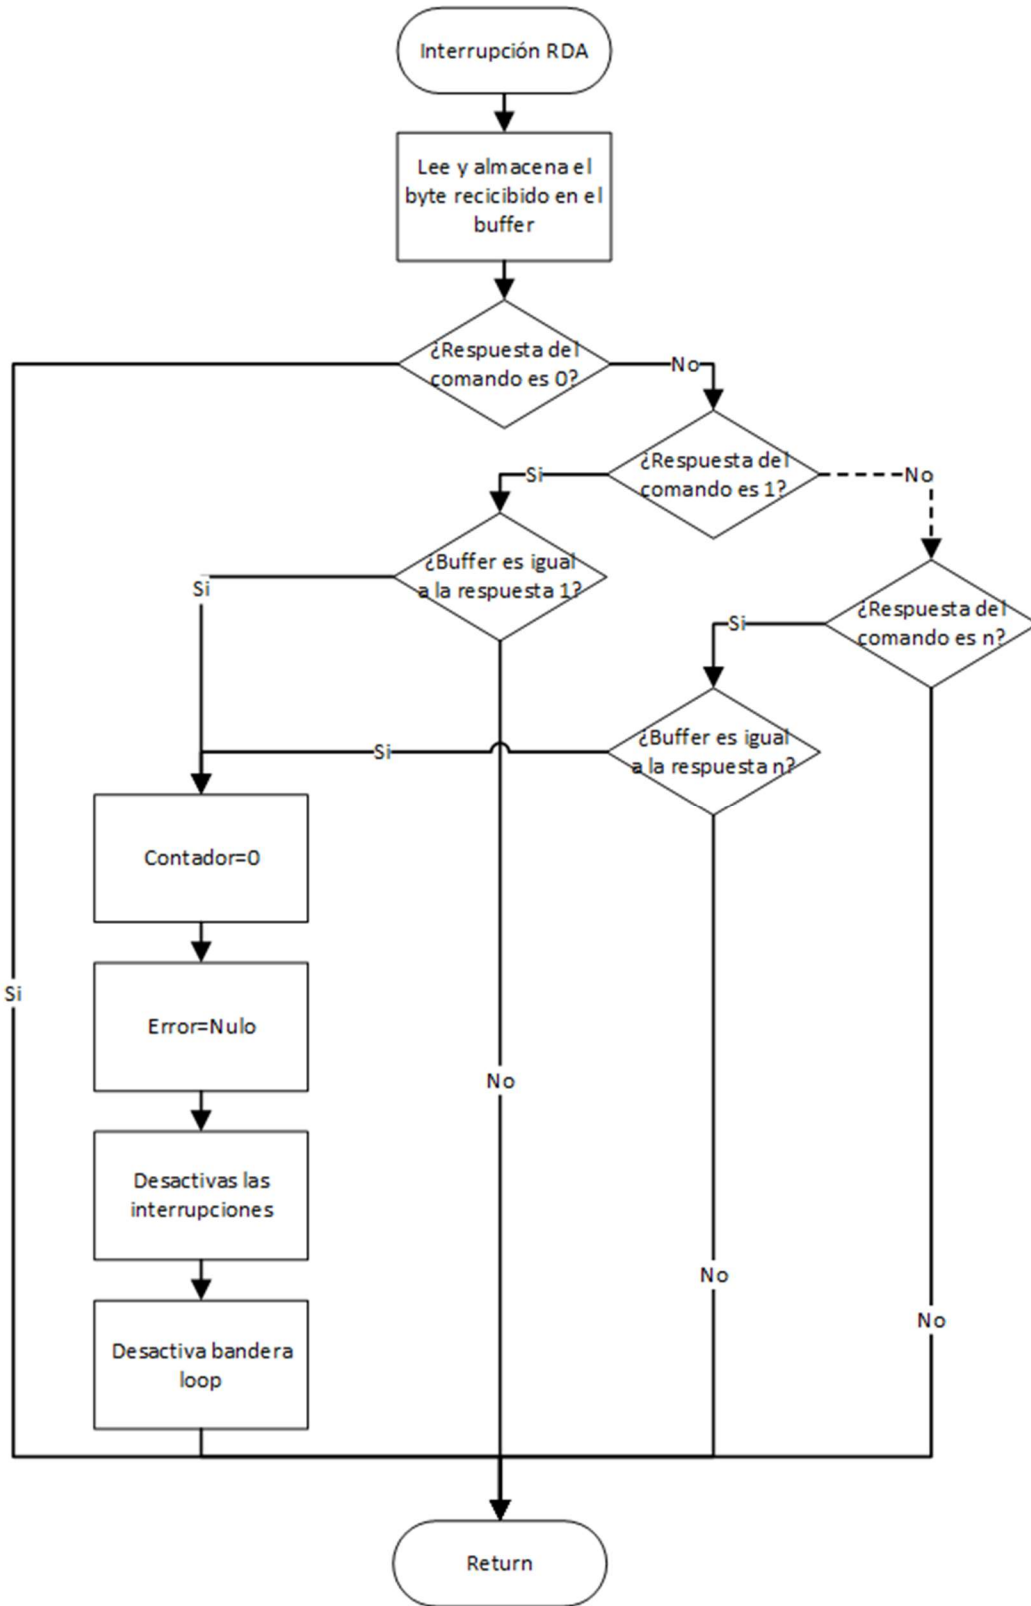 Interrupción RDA
Lee y almacena el
byte recicibido en el
buffer
¿Respuesta del
comando es 0?
No
¿Respuesta del
comando es 1?
Si
No
¿Buffer es igual
a la respuesta 1?
Si
¿Respuesta del
comando es n?
Si
¿Buffer es igual
a la respuesta n?
Si
Contador=0
Si
Error=Nulo
No
Desactivas las
interrupciones
No
No
Desactiva bandera
loop
Return